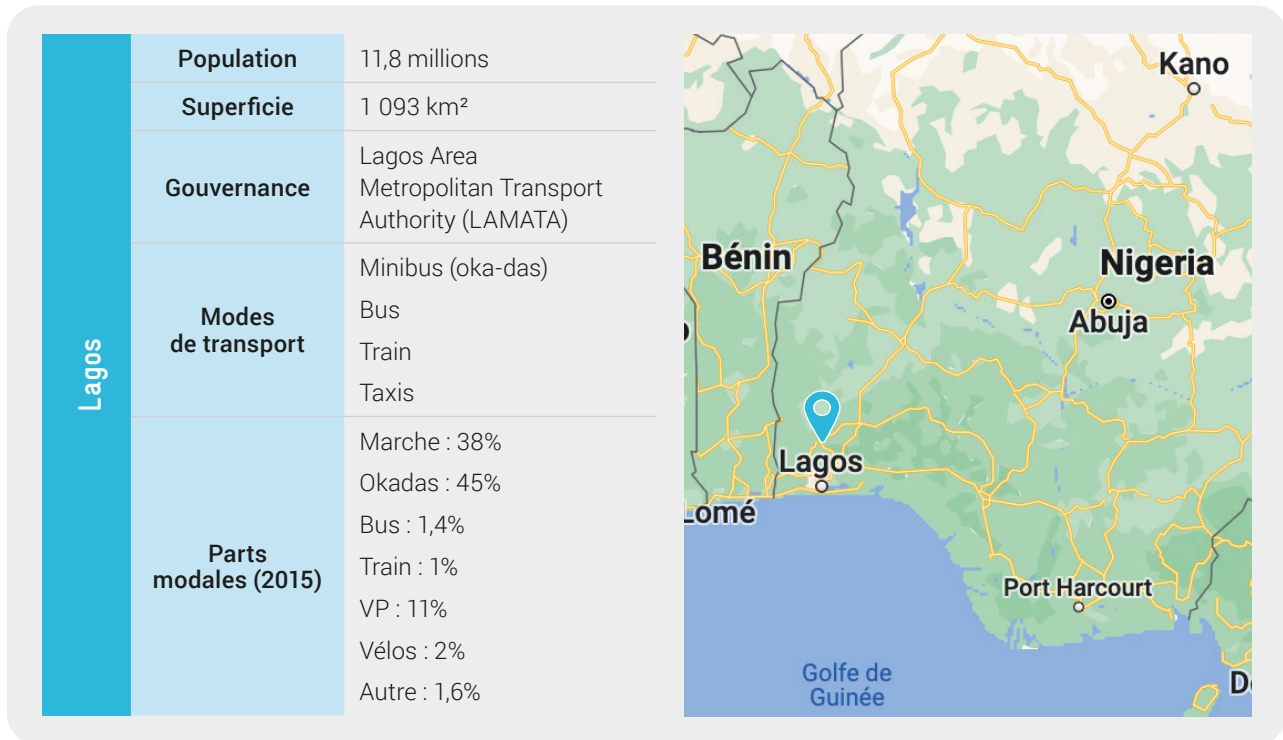 Lagos
Population
11,8 millions
Superficie
1 093 km²
Gouvernance
Lagos Area
Metropolitan Transport
Authority (LAMATA)
Modes
de transport
Minibus (oka-das)
Bus
Train
Taxis
Parts
modales (2015)
Marche : 38%
Okadas : 45%
Bus : 1,4%
Train : 1%
VP : 11%
Vélos : 2%
Autre : 1,6%
Kano
Bénin
Nigeria
Abuja
Lagos
Lomé
Port Harcourt
Golfe de
Guinée